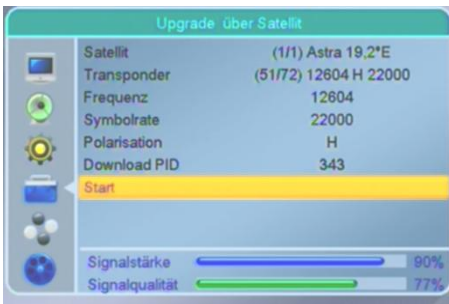 Upgrade über Satellit
Satellit (1/1) Astra 19,2°E
Transponder (51/72) 12604 H 22000
Frequenz 12604
Symbolrate 22000
Polarisation H
Download PID 343
Start
Signalstärke 90%
Signalqualität 77%